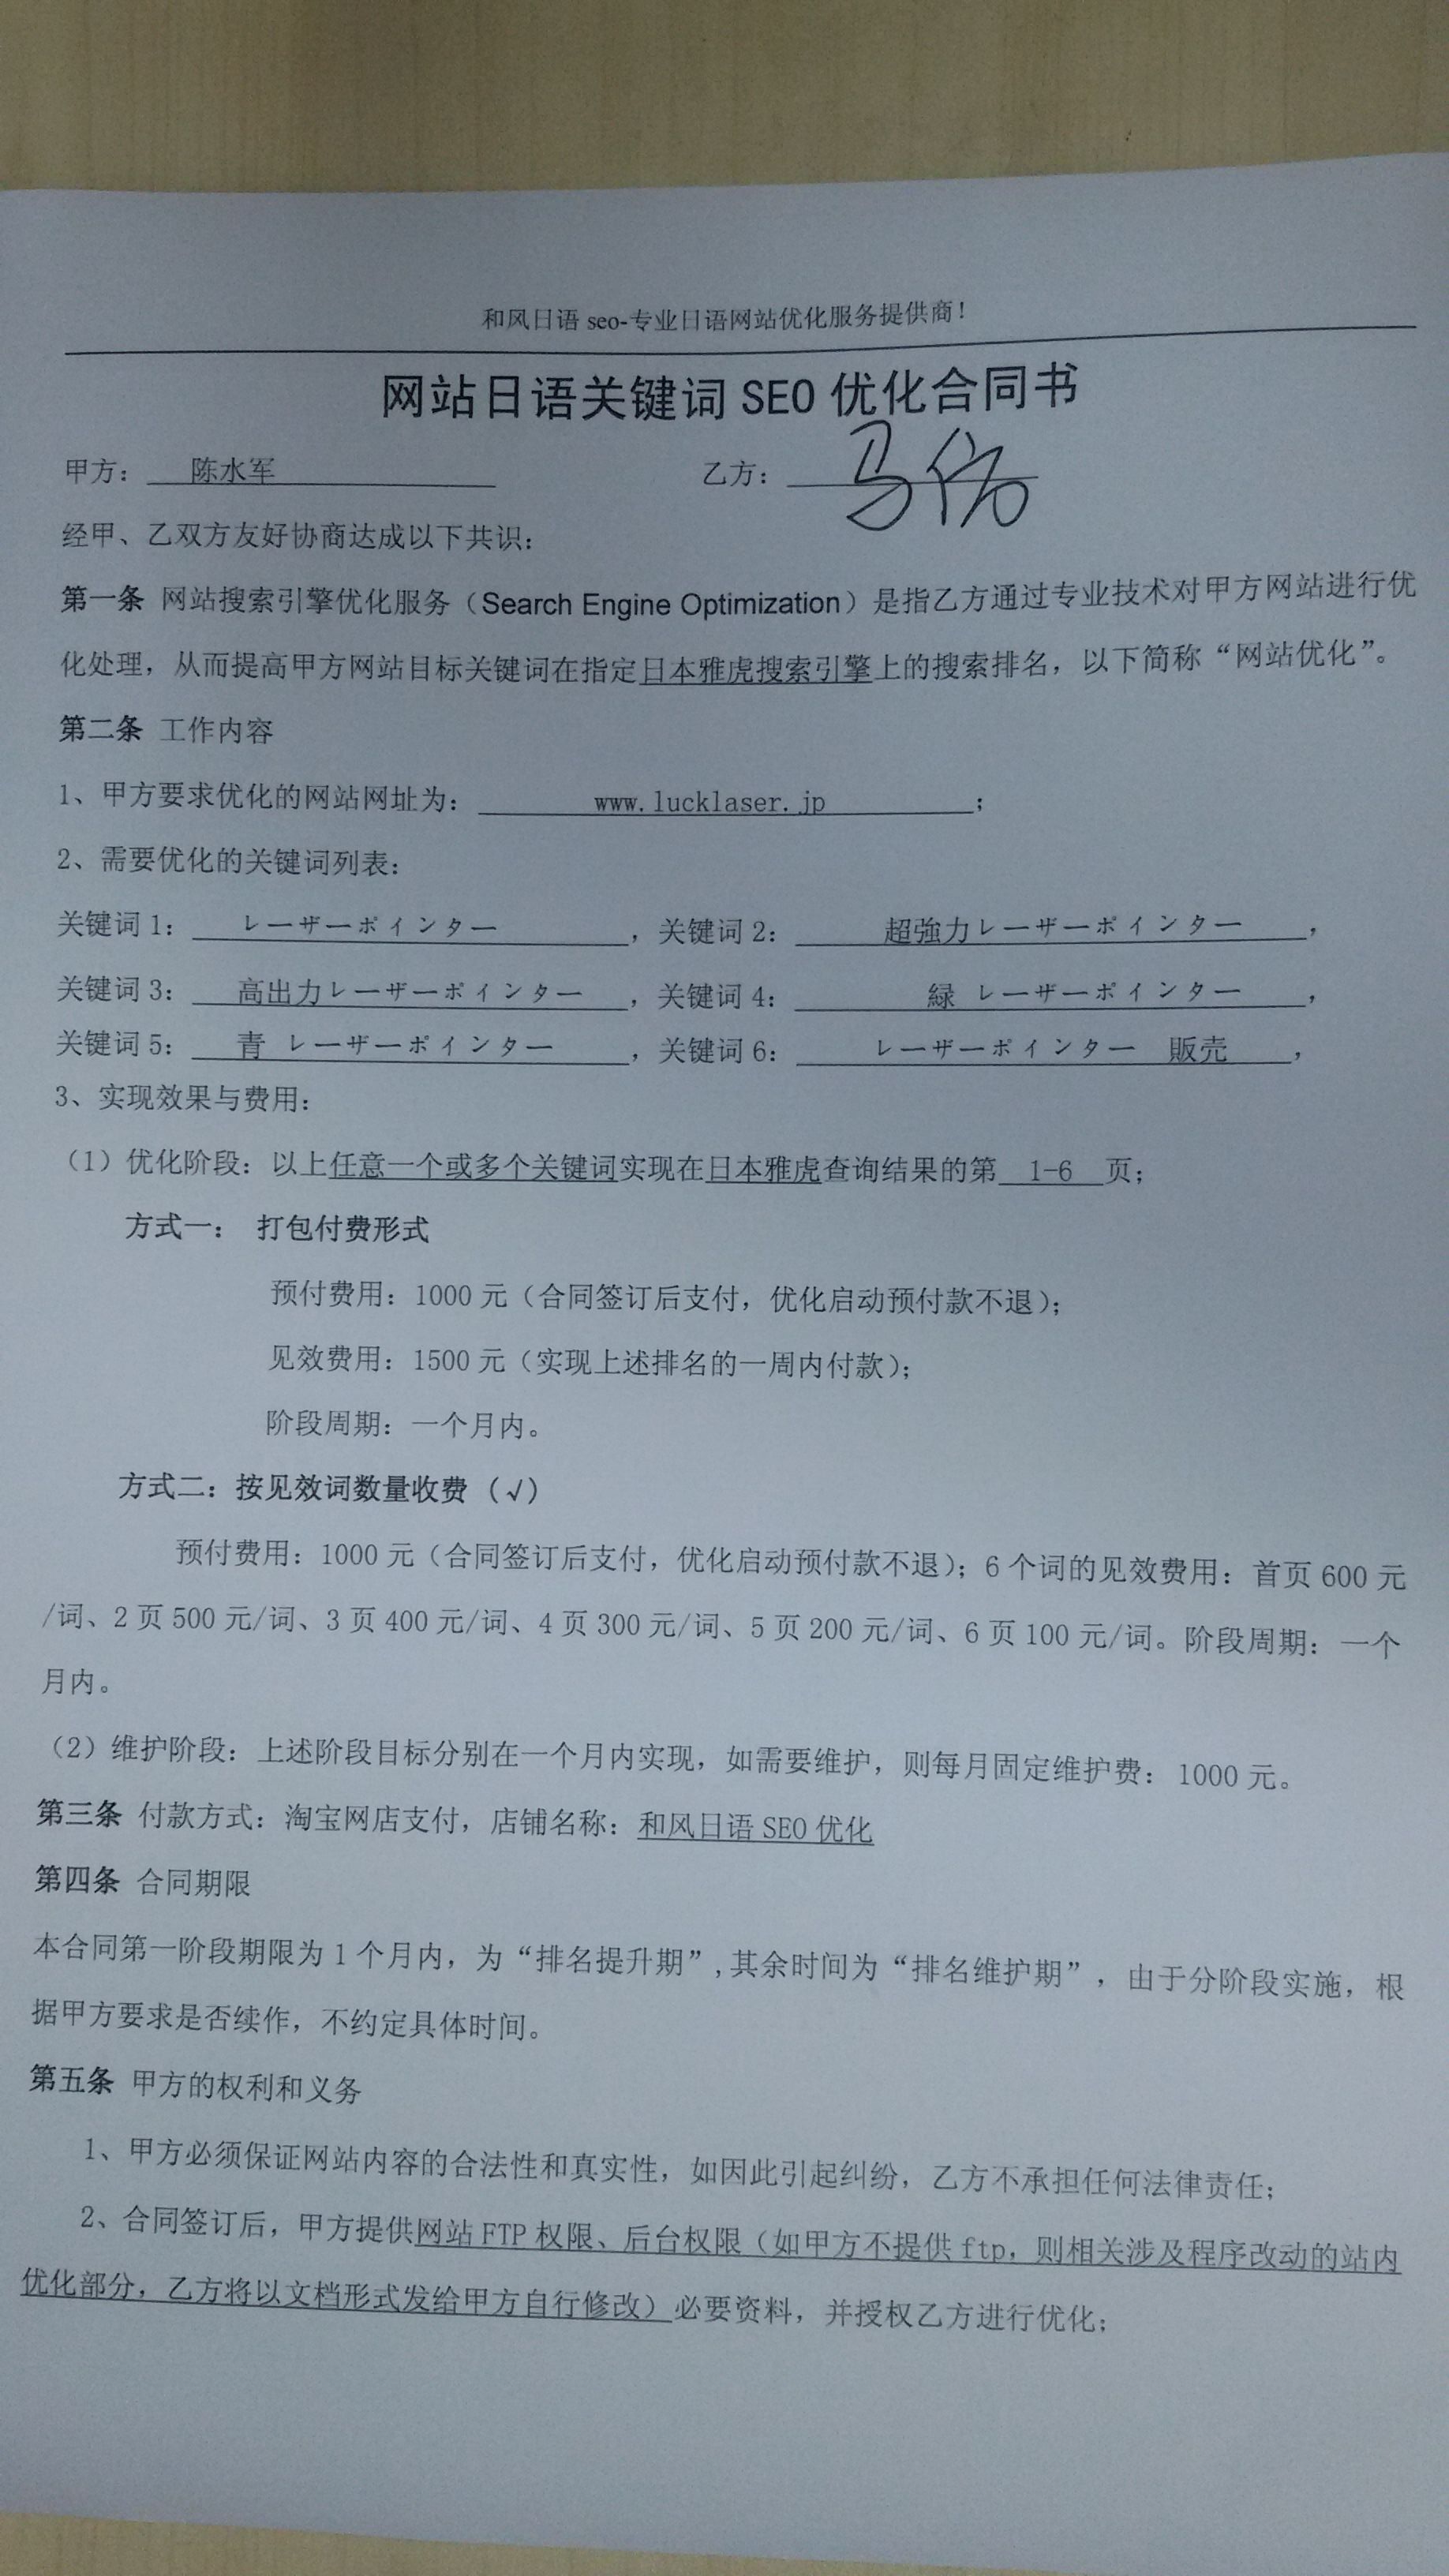 和风日语 seo-专业日语网站优化服务提供商！
网站日语关键词 SEO 优化合同书
甲方： 陈水军 乙方： 马
经甲、乙双方友好协商达成以下共识：
第一条 网站搜索引擎优化服务（Search Engine Optimization）是指乙方通过专业技术对甲方网站进行优
化处理，从而提高甲方网站目标关键词在指定日本雅虎搜索引擎上的搜索排名，以下简称“网站优化”。
第二条 工作内容
1、甲方要求优化的网站网址为： www.lucklaser.jp ；
2、需要优化的关键词列表：
关键词 1： レーザーポインター ，关键词 2： 超強力レーザーポインター ，
关键词 3： 高出力レーザーポインター ，关键词 4： 緑 レーザーポインター ，
关键词 5： 青 レーザーポインター ，关键词 6： レーザーポインター 販売 ，
3、实现效果与费用：
（1）优化阶段：以上任意一个或多个关键词实现在日本雅虎查询结果的第 1-6 页；
方式一： 打包付费形式
预付费用：1000 元（合同签订后支付，优化启动预付款不退）；
见效费用：1500 元（实现上述排名的一周内付款）；
阶段周期：一个月内。
方式二：按见效词数量收费 （√）
预付费用：1000 元（合同签订后支付，优化启动预付款不退）；6 个词的见效费用：首页 600 元
/词、2 页 500 元/词、3 页 400 元/词、4 页 300 元/词、5 页 200 元/词、6 页 100 元/词。阶段周期：一个
月内。
（2）维护阶段：上述阶段目标分别在一个月内实现，如需要维护，则每月固定维护费：1000 元。
第三条 付款方式：淘宝网店支付，店铺名称：和风日语 SEO 优化
第四条 合同期限
本合同第一阶段期限为 1 个月内，为“排名提升期”,其余时间为“排名维护期”，由于分阶段实施，根
据甲方要求是否续作，不约定具体时间。
第五条 甲方的权利和义务
1、甲方必须保证网站内容的合法性和真实性，如因此引起纠纷，乙方不承担任何法律责任；
2、合同签订后，甲方提供网站 FTP 权限、后台权限（如甲方不提供 ftp，则相关涉及程序改动的站内
优化部分，乙方将以文档形式发给甲方自行修改）必要资料，并授权乙方进行优化；